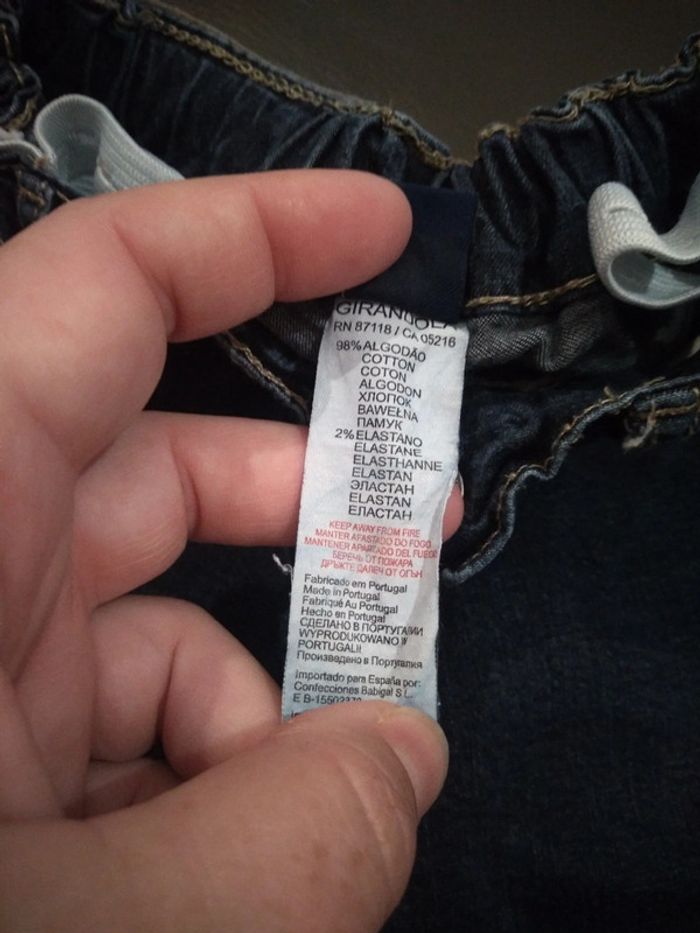 GIRANDOLA
RN 87118 / CA 05216
98% ALGODÃO
COTTON
COTON
ALGODON
ХЛОПОК
BAWEŁNA
ПАМУК
2% ELASTANO
ELASTANE
ELASTHANNE
ELASTAN
ЭЛАСТАН
ELASTAN
ЕЛАСТАН
KEEP AWAY FROM FIRE
MANTER AFASTADO DO FOGO
MANTENER APARTADO DEL FUEGO
БЕРЕЧЬ ОТ ПОЖАРА
ДРЪЖТЕ ДАЛЕЧ ОТ ОГЪН
Fabricado em Portugal
Made in Portugal
Fabriqué Au Portugal
Hecho en Portugal
СДЕЛАНО В ПОРТУГАЛИИ
WYPRODUKOWANO W
PORTUGALII
Произведено в Португалия
Importado para España por:
Confecciones Babigal S.L.